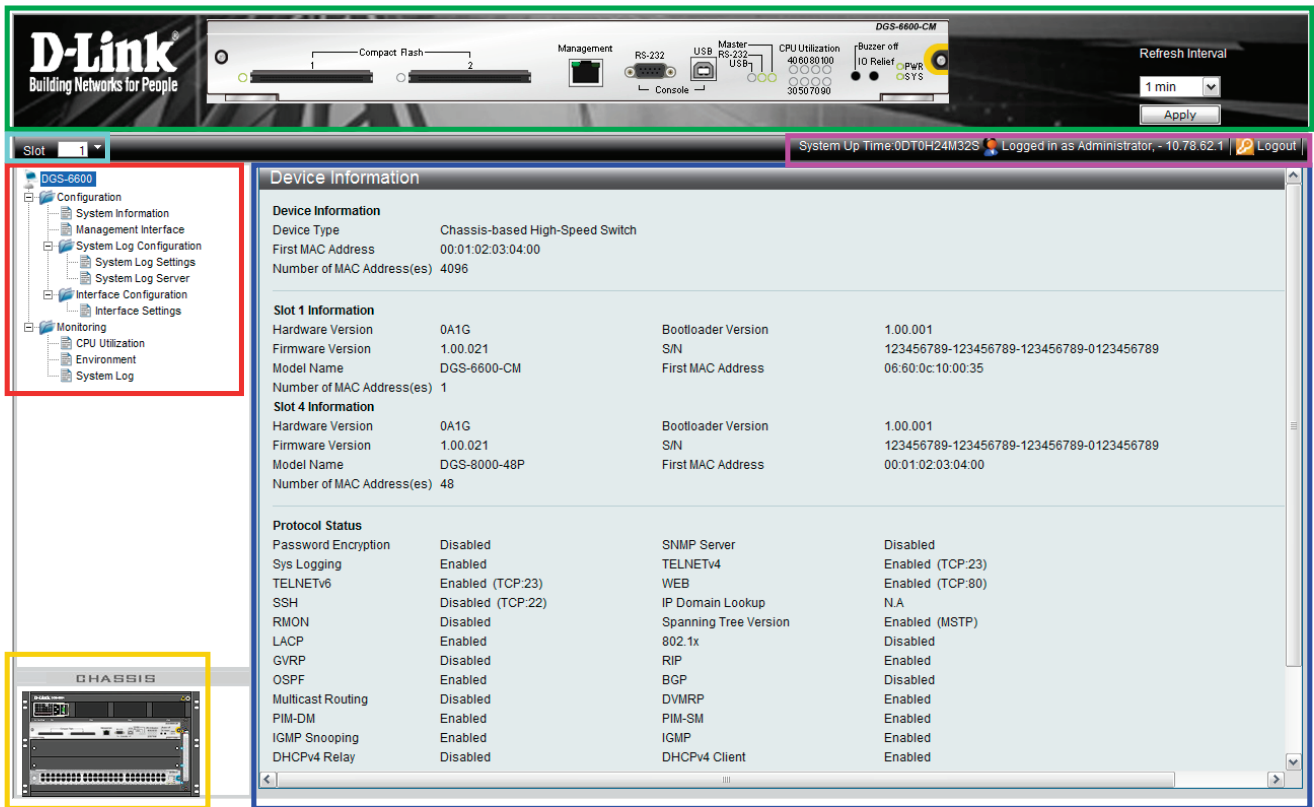 DGS-6600-CM
D-Link®
Building Networks for People
Compact Flash
1 2
Management
RS-232
USB
Console
Master
RS-232
USB
CPU Utilization
40 60 80 100
30 50 70 90
Buzzer off
IO Relief
PWR
SYS
Refresh Interval
1 min
Apply
Slot 1
System Up Time:0DT0H24M32S Logged in as Administrator, - 10.78.62.1 Logout
DGS-6600
Configuration
System Information
Management Interface
System Log Configuration
System Log Settings
System Log Server
Interface Configuration
Interface Settings
Monitoring
CPU Utilization
Environment
System Log
CHASSIS
Device Information
Device Information
Device Type Chassis-based High-Speed Switch
First MAC Address 00:01:02:03:04:00
Number of MAC Address(es) 4096
Slot 1 Information
Hardware Version 0A1G Bootloader Version 1.00.001
Firmware Version 1.00.021 S/N 123456789-123456789-123456789-0123456789
Model Name DGS-6600-CM First MAC Address 06:60:0c:10:00:35
Number of MAC Address(es) 1
Slot 4 Information
Hardware Version 0A1G Bootloader Version 1.00.001
Firmware Version 1.00.021 S/N 123456789-123456789-123456789-0123456789
Model Name DGS-8000-48P First MAC Address 00:01:02:03:04:00
Number of MAC Address(es) 48
Protocol Status
Password Encryption Disabled SNMP Server Disabled
Sys Logging Enabled TELNETv4 Enabled (TCP:23)
TELNETv6 Enabled (TCP:23) WEB Enabled (TCP:80)
SSH Disabled (TCP:22) IP Domain Lookup N.A
RMON Disabled Spanning Tree Version Enabled (MSTP)
LACP Enabled 802.1x Disabled
GVRP Disabled RIP Enabled
OSPF Enabled BGP Disabled
Multicast Routing Disabled DVMRP Enabled
PIM-DM Enabled PIM-SM Enabled
IGMP Snooping Enabled IGMP Enabled
DHCPv4 Relay Disabled DHCPv4 Client Enabled